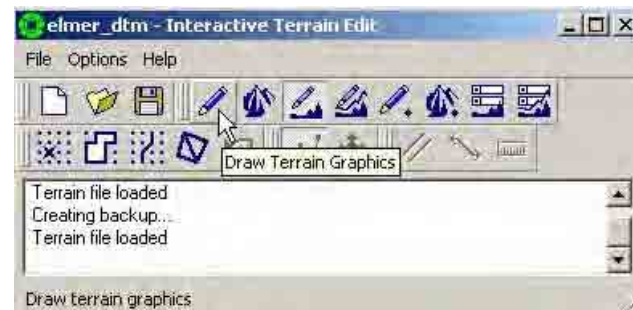 elmer_dtm - Interactive Terrain Edit
File Options Help
Draw Terrain Graphics
Terrain file loaded
Creating backup...
Terrain file loaded
Draw terrain graphics